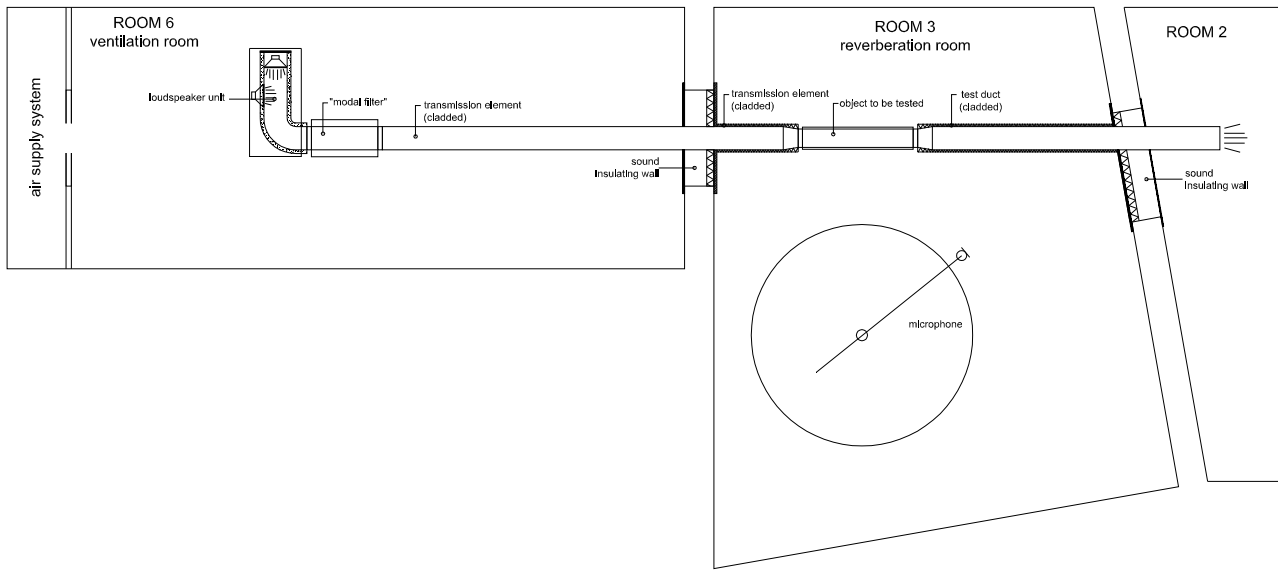 ROOM 6
ventilation room
ROOM 3
reverberation room
ROOM 2
air supply system
loudspeaker unit
"modal filter"
transmission element
(cladded)
transmission element
(cladded)
object to be tested
test duct
(cladded)
sound
insulating wall
sound
insulating wall
microphone